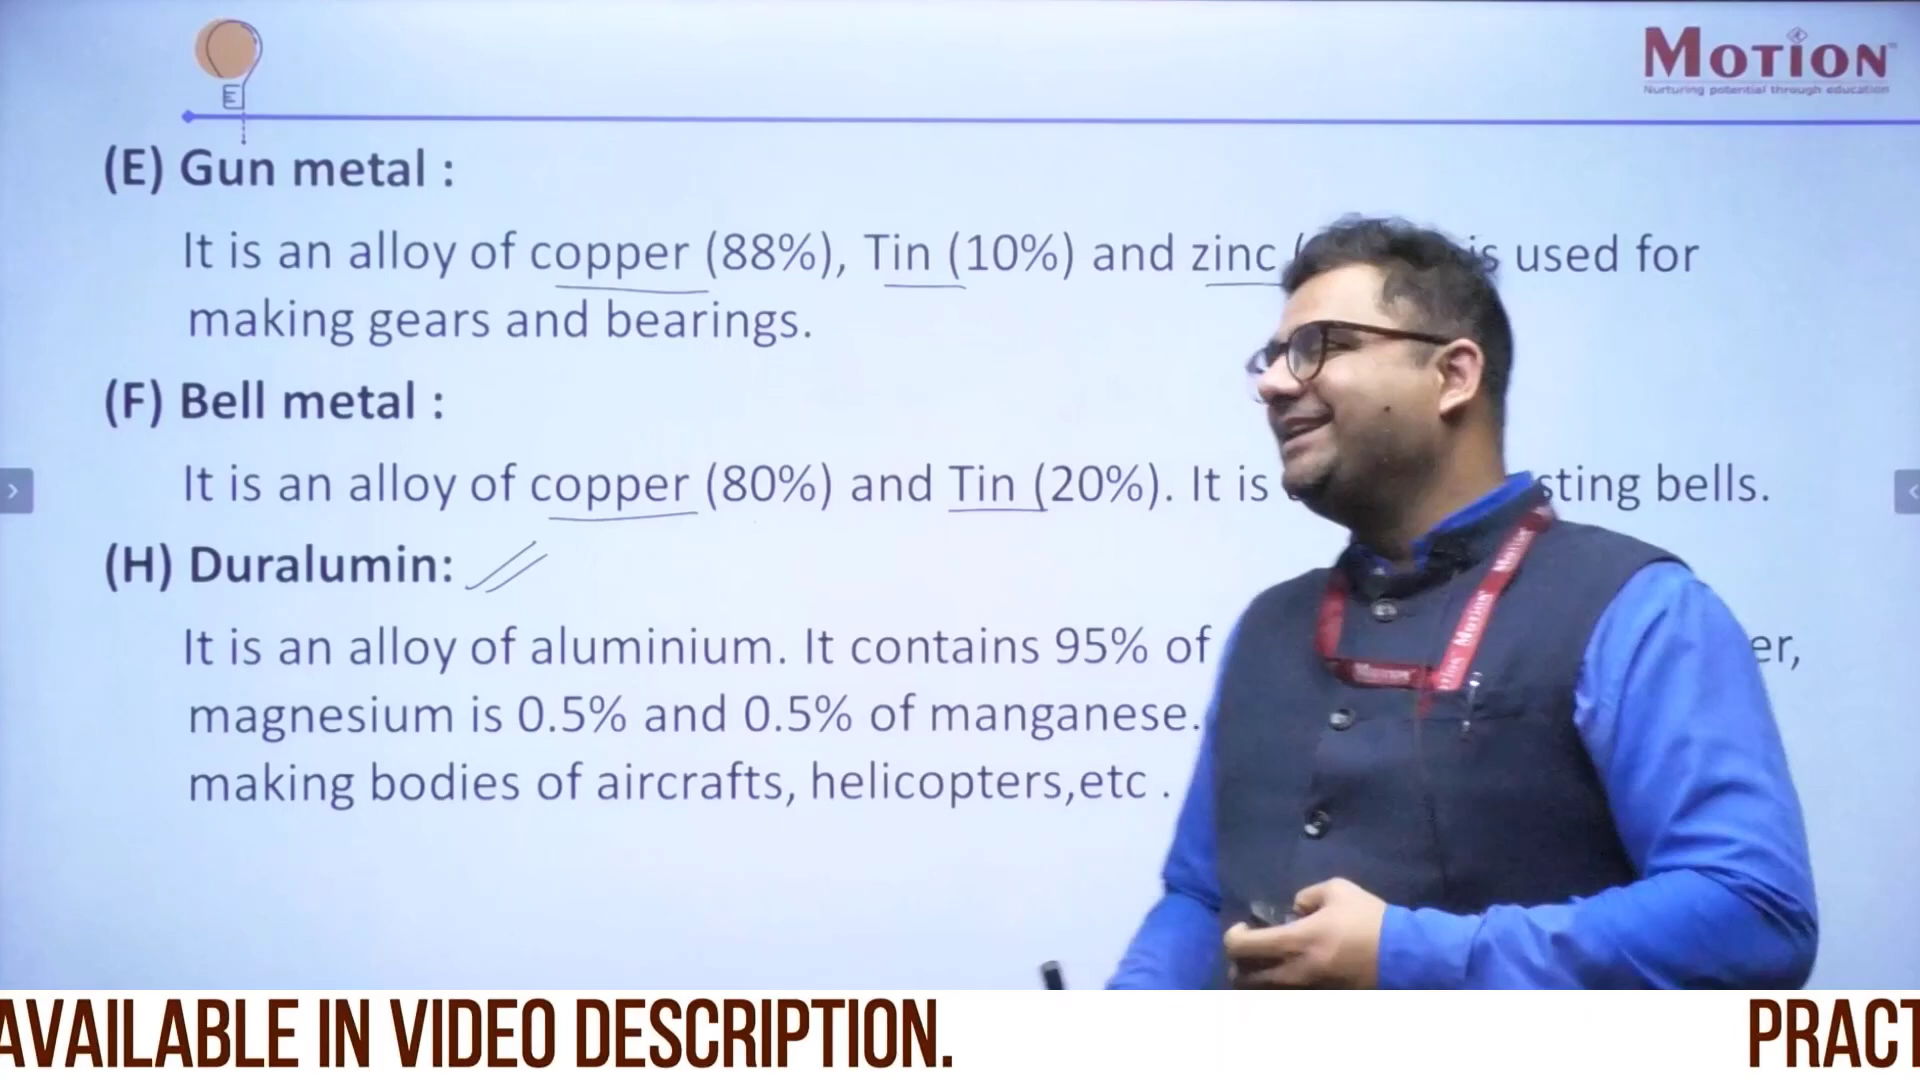 MOTION
Nurturing potential through education
(E) Gun metal :
It is an alloy of copper (88%), Tin (10%) and zinc ( is used for
making gears and bearings.
(F) Bell metal :
It is an alloy of copper (80%) and Tin (20%). It is sting bells.
(H) Duralumin:
It is an alloy of aluminium. It contains 95% of er,
magnesium is 0.5% and 0.5% of manganese.
making bodies of aircrafts, helicopters,etc .
Motion
Motion
Motion
AVAILABLE IN VIDEO DESCRIPTION. PRACT